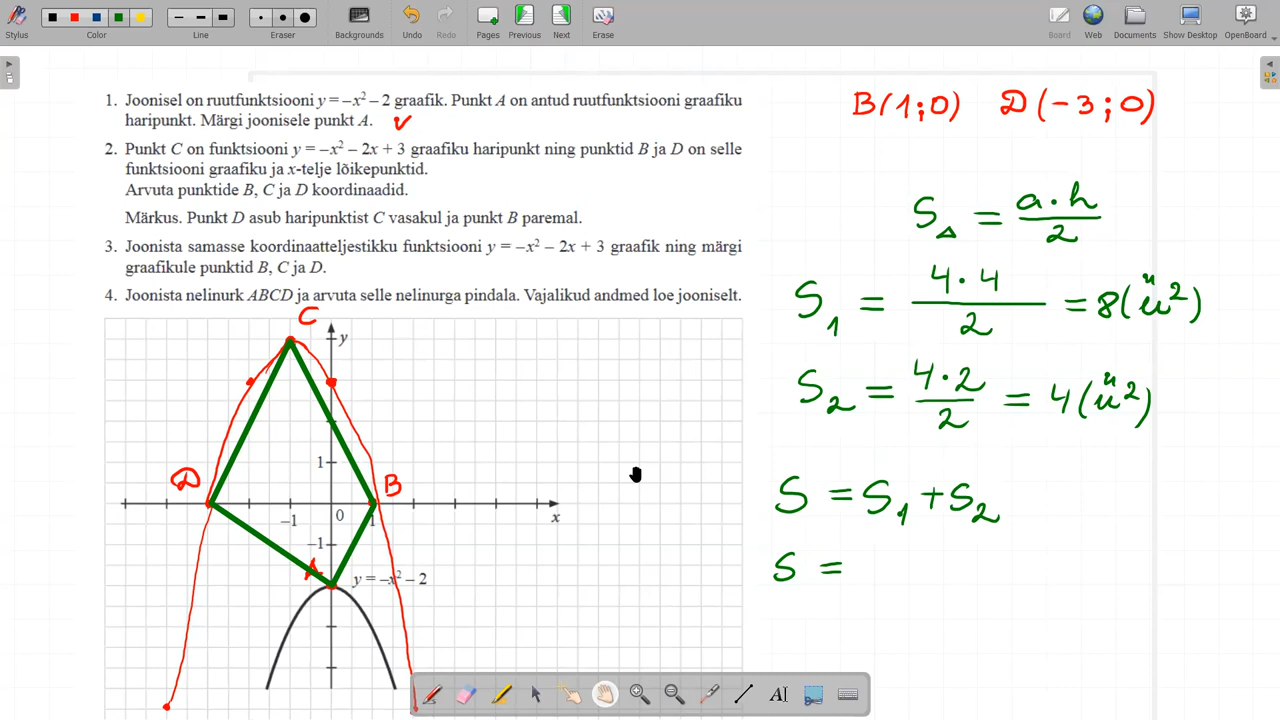 Stylus
Color
Line
Eraser
Backgrounds
Undo
Redo
Pages
Previous
Next
Erase
Board
Web
Documents
Show Desktop
OpenBoard
1. Joonisel on ruutfunktsiooni y = −x² − 2 graafik. Punkt A on antud ruutfunktsiooni graafiku
haripunkt. Märgi joonisele punkt A.
2. Punkt C on funktsiooni y = −x² − 2x + 3 graafiku haripunkt ning punktid B ja D on selle
funktsiooni graafiku ja x-telje lõikepunktid.
Arvuta punktide B, C ja D koordinaadid.
Märkus. Punkt D asub haripunktist C vasakul ja punkt B paremal.
3. Joonista samasse koordinaatteljestikku funktsiooni y = −x² − 2x + 3 graafik ning märgi
graafikule punktid B, C ja D.
4. Joonista nelinurk ABCD ja arvuta selle nelinurga pindala. Vajalikud andmed loe jooniselt.
C
y
1
D
B
−1
0
1
x
−1
A
y = −x² − 2
B(1;0) D(-3;0)
S△ = a·h/2
S₁ = 4·4/2 = 8(ü²)
S₂ = 4·2/2 = 4(ü²)
S = S₁ + S₂
S =